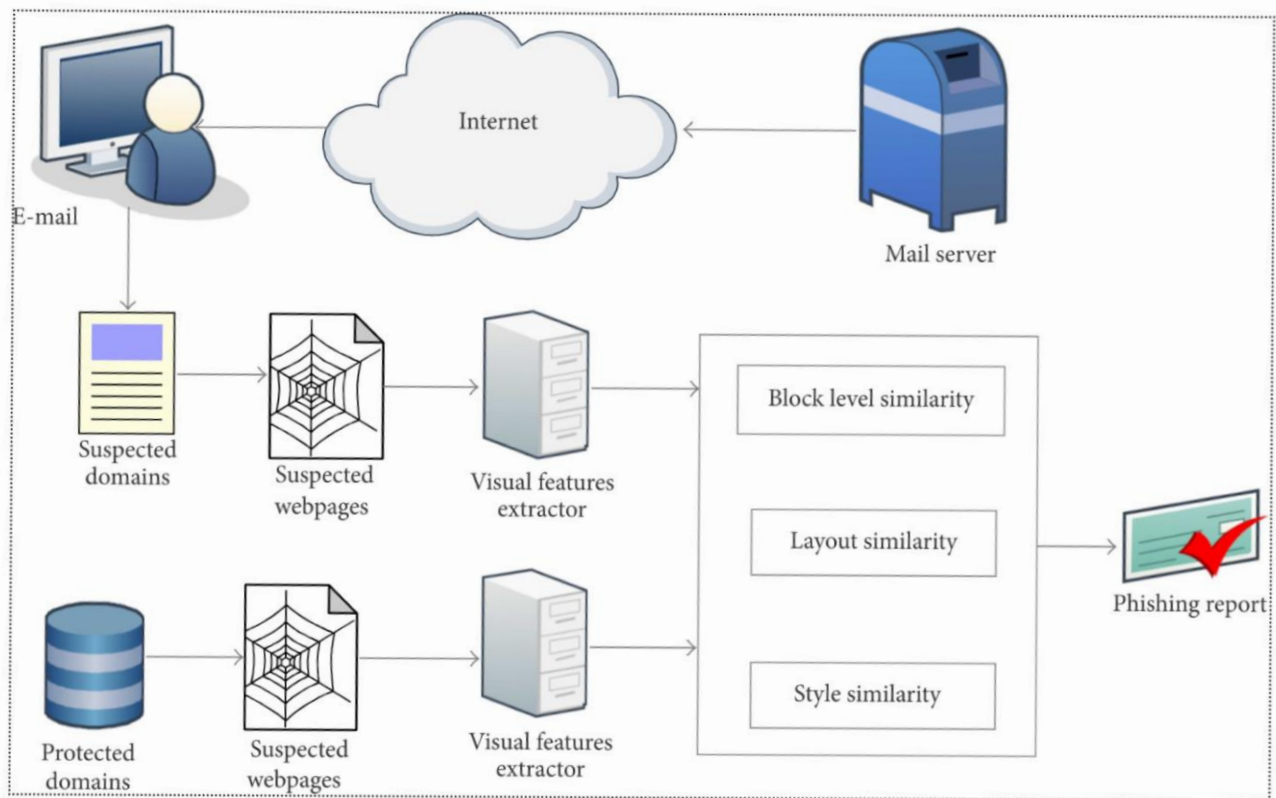 Internet
E-mail
Mail server
Suspected
domains
Suspected
webpages
Visual features
extractor
Block level similarity
Layout similarity
Style similarity
Phishing report
Protected
domains
Suspected
webpages
Visual features
extractor